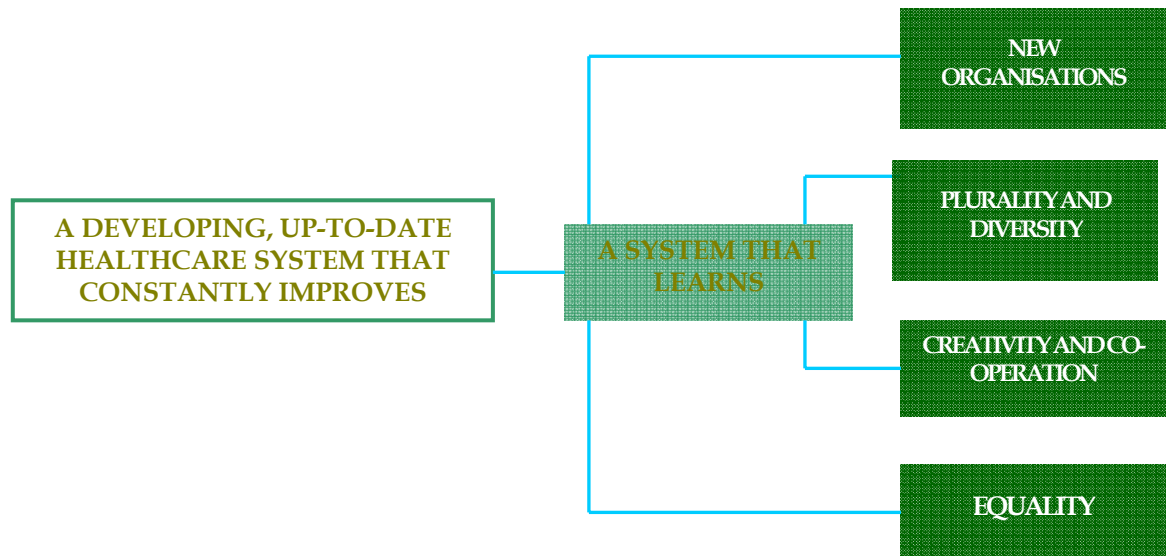 A DEVELOPING, UP-TO-DATE
HEALTHCARE SYSTEM THAT
CONSTANTLY IMPROVES
A SYSTEM THAT
LEARNS
NEW
ORGANISATIONS
PLURALITY AND
DIVERSITY
CREATIVITY AND CO-
OPERATION
EQUALITY